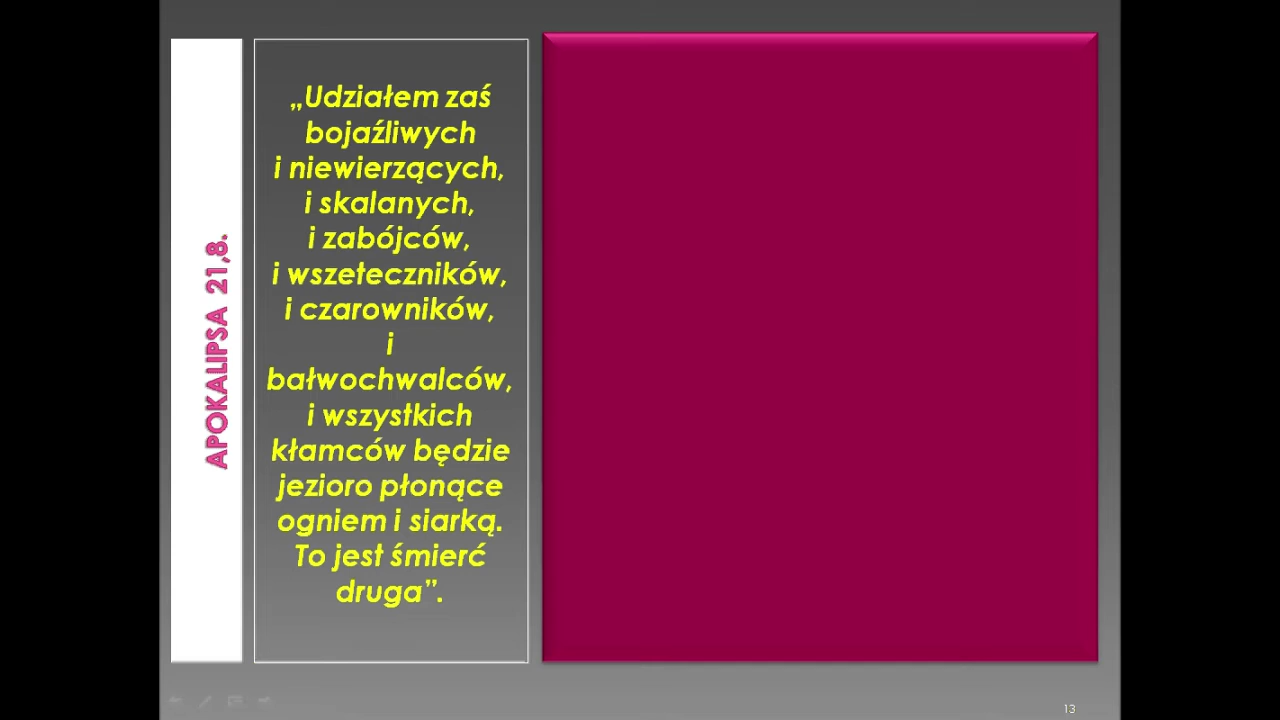 APOKALIPSA 21,8.
„Udziałem zaś
bojaźliwych
i niewierzących,
i skalanych,
i zabójców,
i wszeteczników,
i czarowników,
i
bałwochwalców,
i wszystkich
kłamców będzie
jezioro płonące
ogniem i siarką.
To jest śmierć
druga”.
13